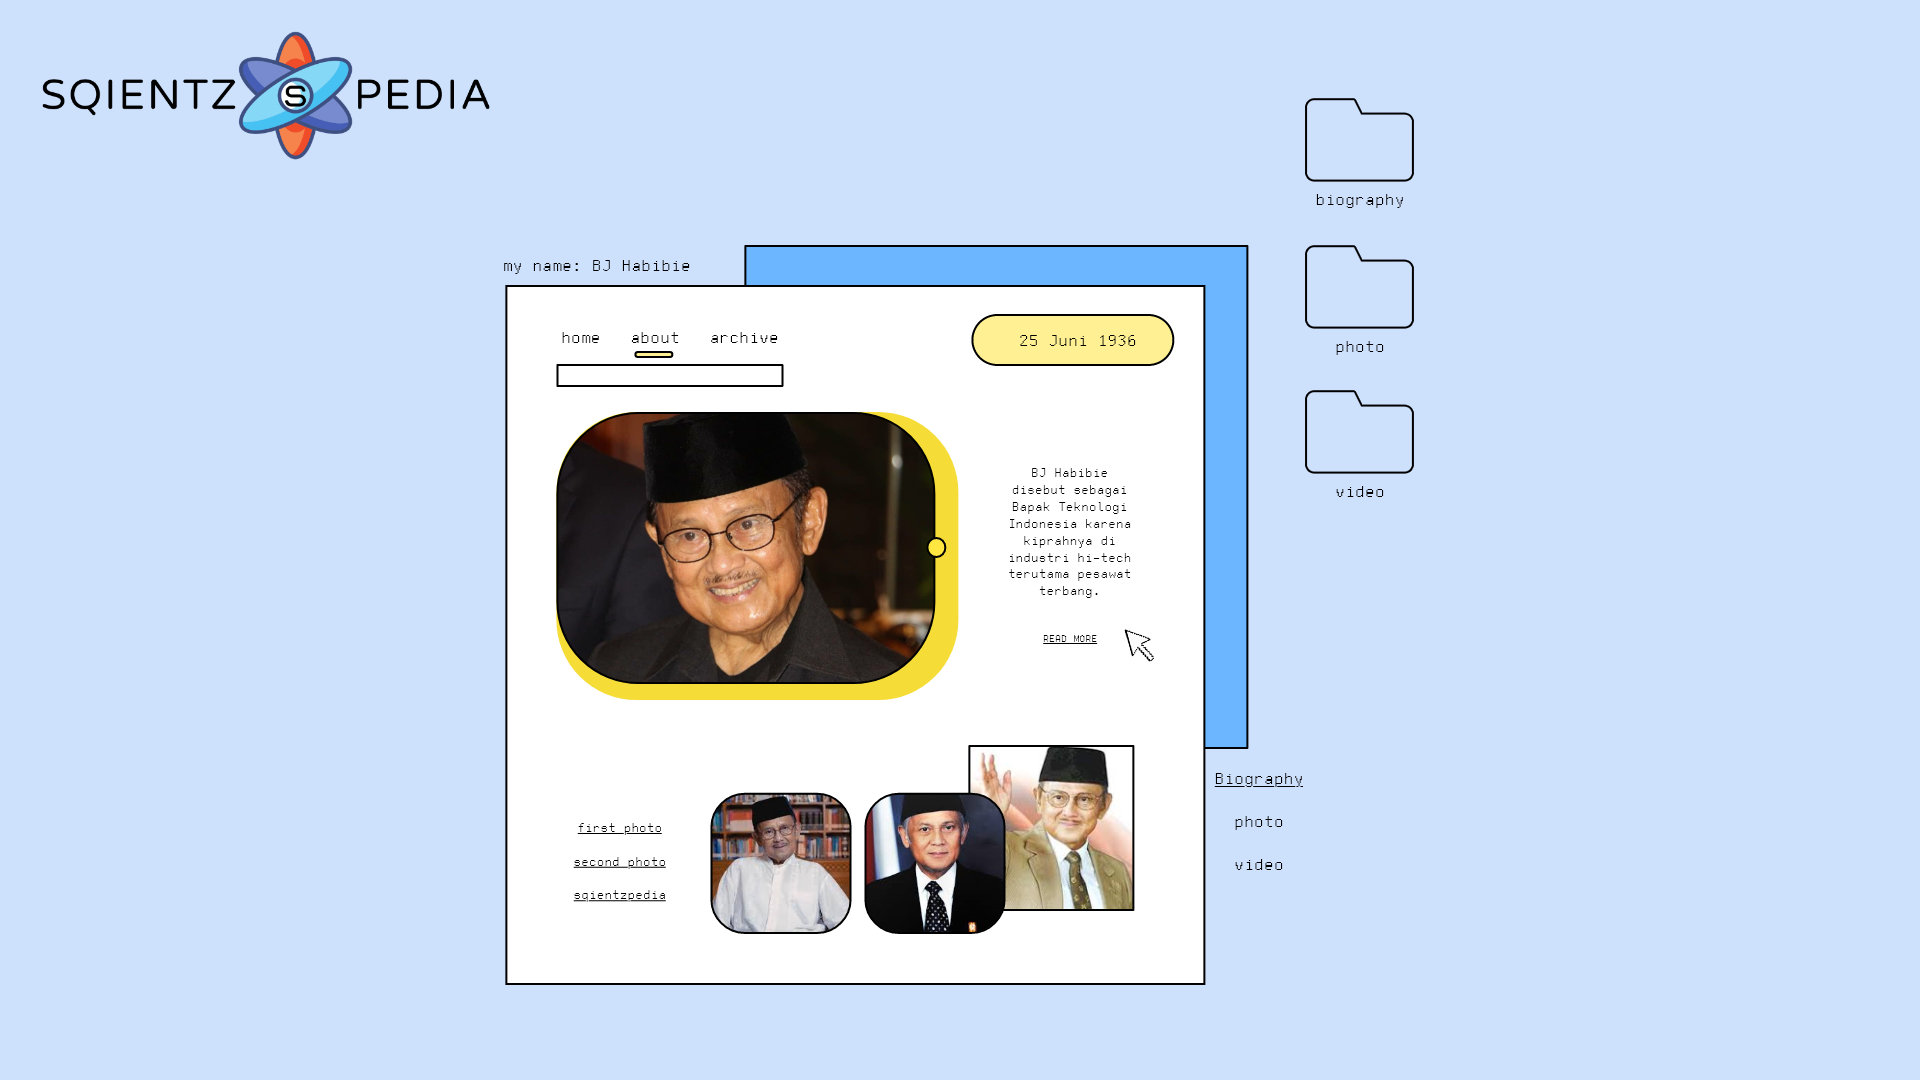 SQIENTZ S PEDIA
biography
photo
video
my name: BJ Habibie
home about archive
25 Juni 1936
BJ Habibie
disebut sebagai
Bapak Teknologi
Indonesia karena
kiprahnya di
industri hi-tech
terutama pesawat
terbang.
READ MORE
first photo
second photo
sqientzpedia
Biography
photo
video